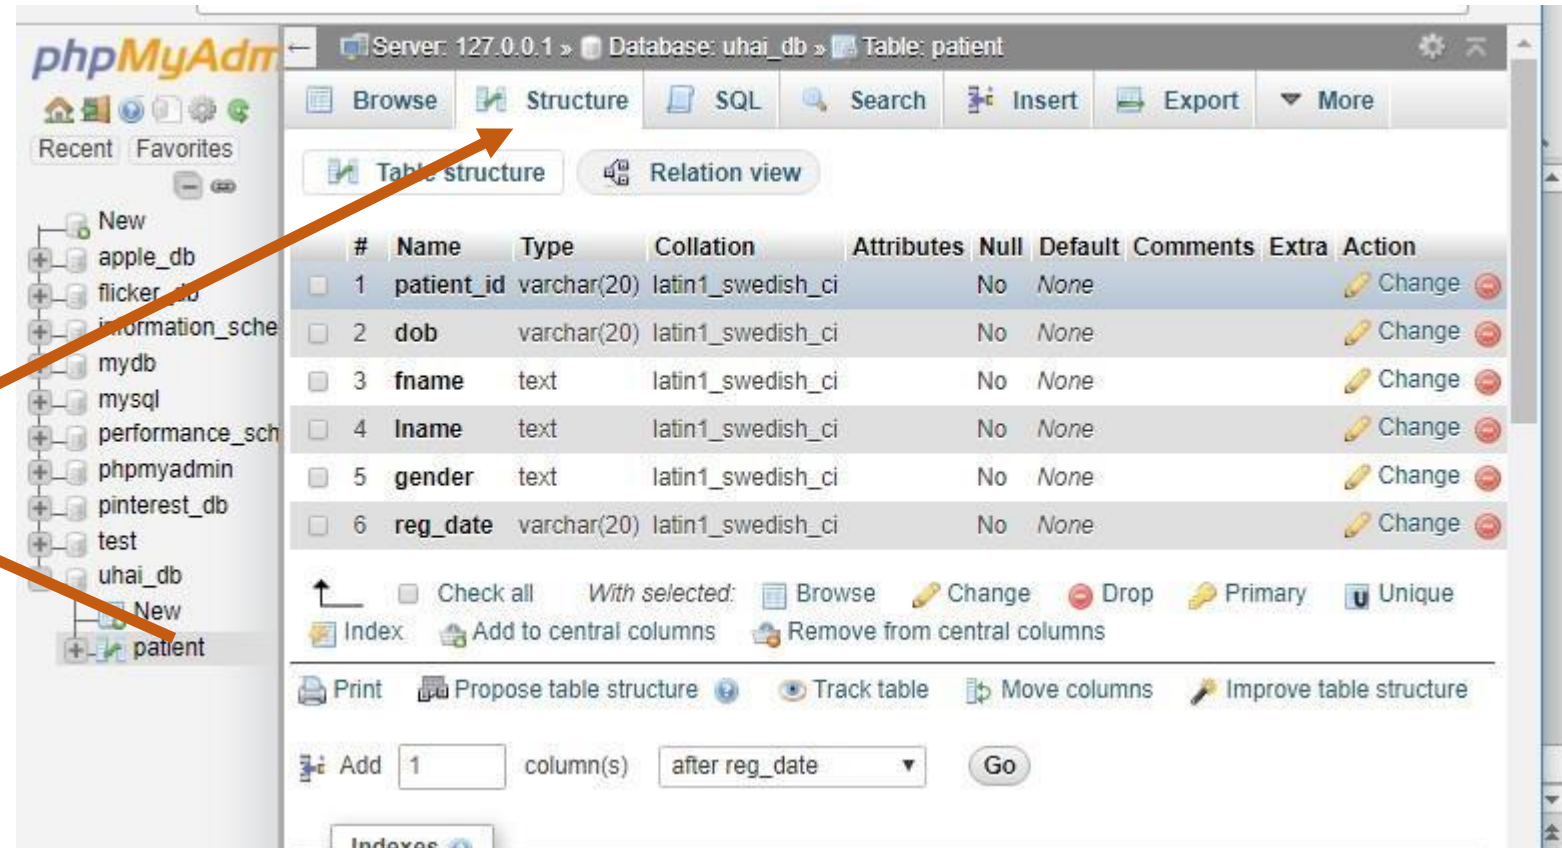 phpMyAdm
Recent Favorites
New
apple_db
flicker_db
information_sche
mydb
mysql
performance_sch
phpmyadmin
pinterest_db
test
uhai_db
New
patient
Server: 127.0.0.1 » Database: uhai_db » Table: patient
Browse Structure SQL Search Insert Export More
Table structure Relation view
# Name Type Collation Attributes Null Default Comments Extra Action
1 patient_id varchar(20) latin1_swedish_ci No None Change
2 dob varchar(20) latin1_swedish_ci No None Change
3 fname text latin1_swedish_ci No None Change
4 lname text latin1_swedish_ci No None Change
5 gender text latin1_swedish_ci No None Change
6 reg_date varchar(20) latin1_swedish_ci No None Change
Check all With selected: Browse Change Drop Primary Unique
Index Add to central columns Remove from central columns
Print Propose table structure Track table Move columns Improve table structure
Add 1 column(s) after reg_date Go
Indexes